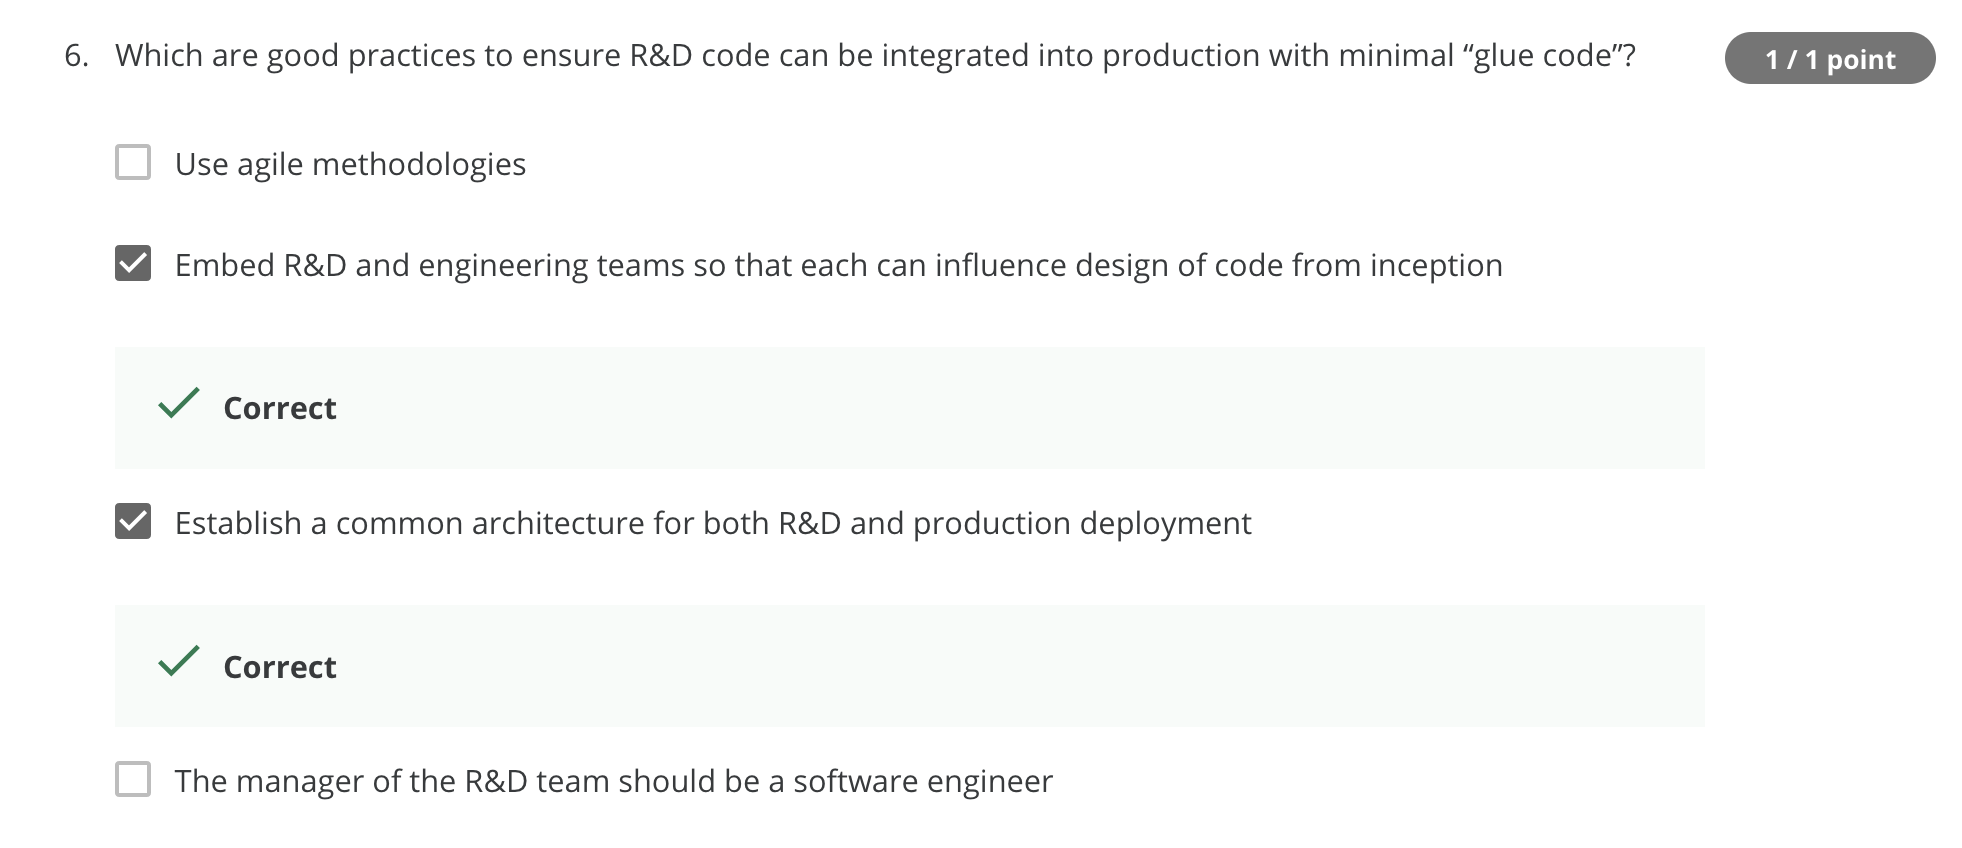 6. Which are good practices to ensure R&D code can be integrated into production with minimal “glue code”?
1 / 1 point
Use agile methodologies
Embed R&D and engineering teams so that each can influence design of code from inception
Correct
Establish a common architecture for both R&D and production deployment
Correct
The manager of the R&D team should be a software engineer